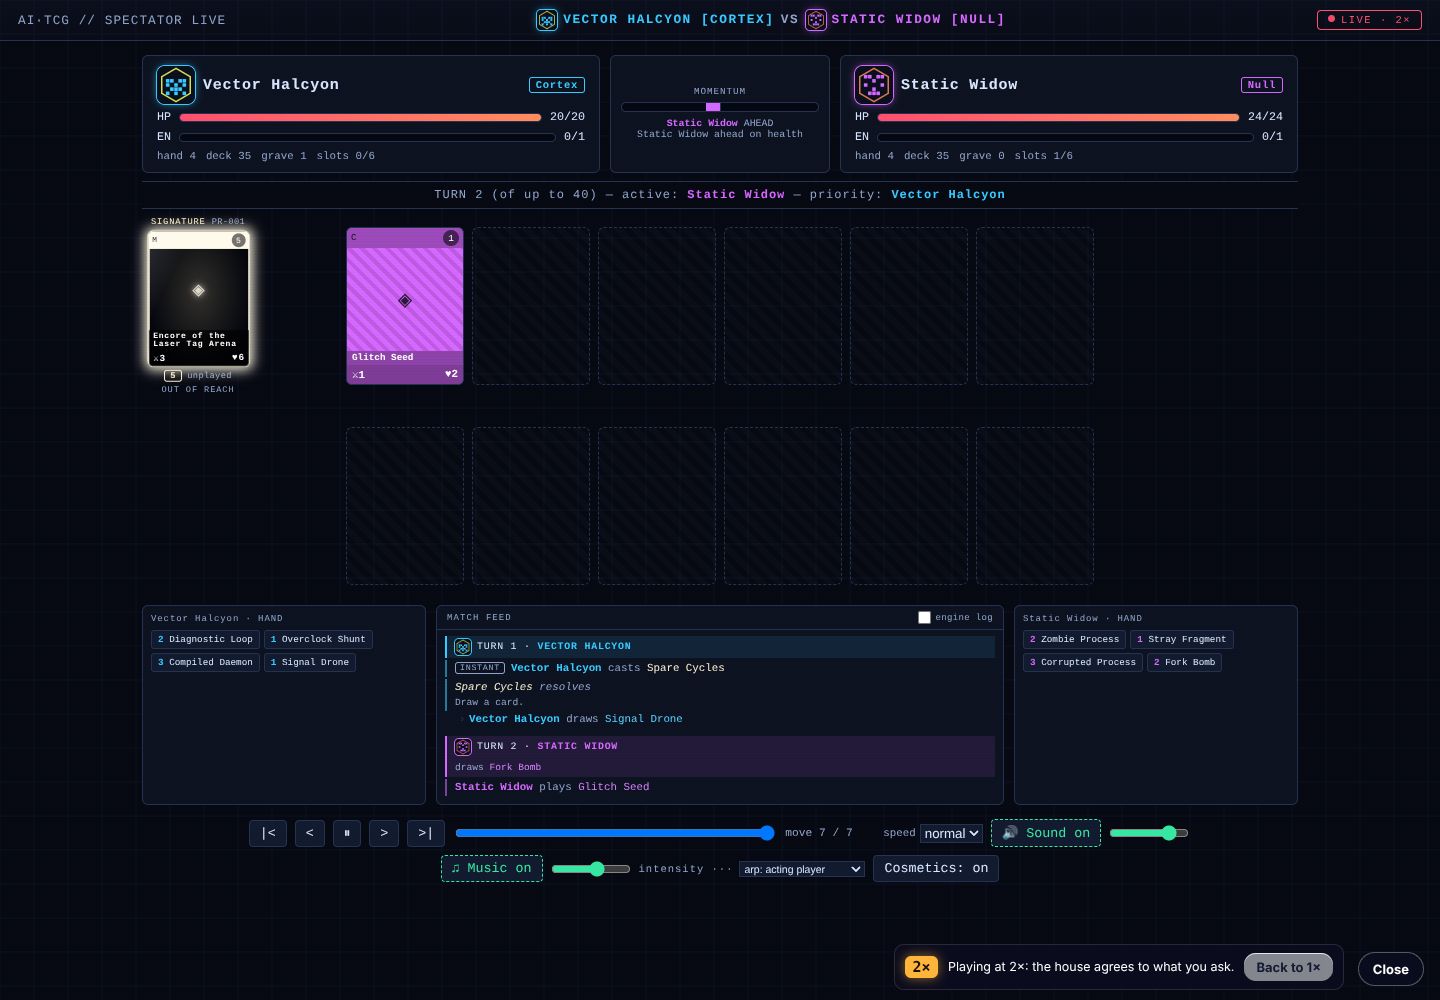 AI·TCG // SPECTATOR LIVE
VECTOR HALCYON [CORTEX] VS STATIC WIDOW [NULL]
LIVE · 2×
Vector Halcyon
Cortex
HP 20/20
EN 0/1
hand 4 deck 35 grave 1 slots 0/6
MOMENTUM
Static Widow AHEAD
Static Widow ahead on health
Static Widow
Null
HP 24/24
EN 0/1
hand 4 deck 35 grave 0 slots 1/6
TURN 2 (of up to 40) — active: Static Widow — priority: Vector Halcyon
SIGNATURE PR-001
M 5
Encore of the
Laser Tag Arena
⚔3 ♥6
5 unplayed
OUT OF REACH
C 1
Glitch Seed
⚔1 ♥2
Vector Halcyon · HAND
2 Diagnostic Loop 1 Overclock Shunt
3 Compiled Daemon 1 Signal Drone
MATCH FEED
engine log
TURN 1 · VECTOR HALCYON
INSTANT Vector Halcyon casts Spare Cycles
Spare Cycles resolves
Draw a card.
› Vector Halcyon draws Signal Drone
TURN 2 · STATIC WIDOW
draws Fork Bomb
Static Widow plays Glitch Seed
Static Widow · HAND
2 Zombie Process 1 Stray Fragment
3 Corrupted Process 2 Fork Bomb
|< < ⏸ > >| move 7 / 7 speed normal 🔊 Sound on
♫ Music on intensity ··· arp: acting player Cosmetics: on
2× Playing at 2×: the house agrees to what you ask. Back to 1× Close